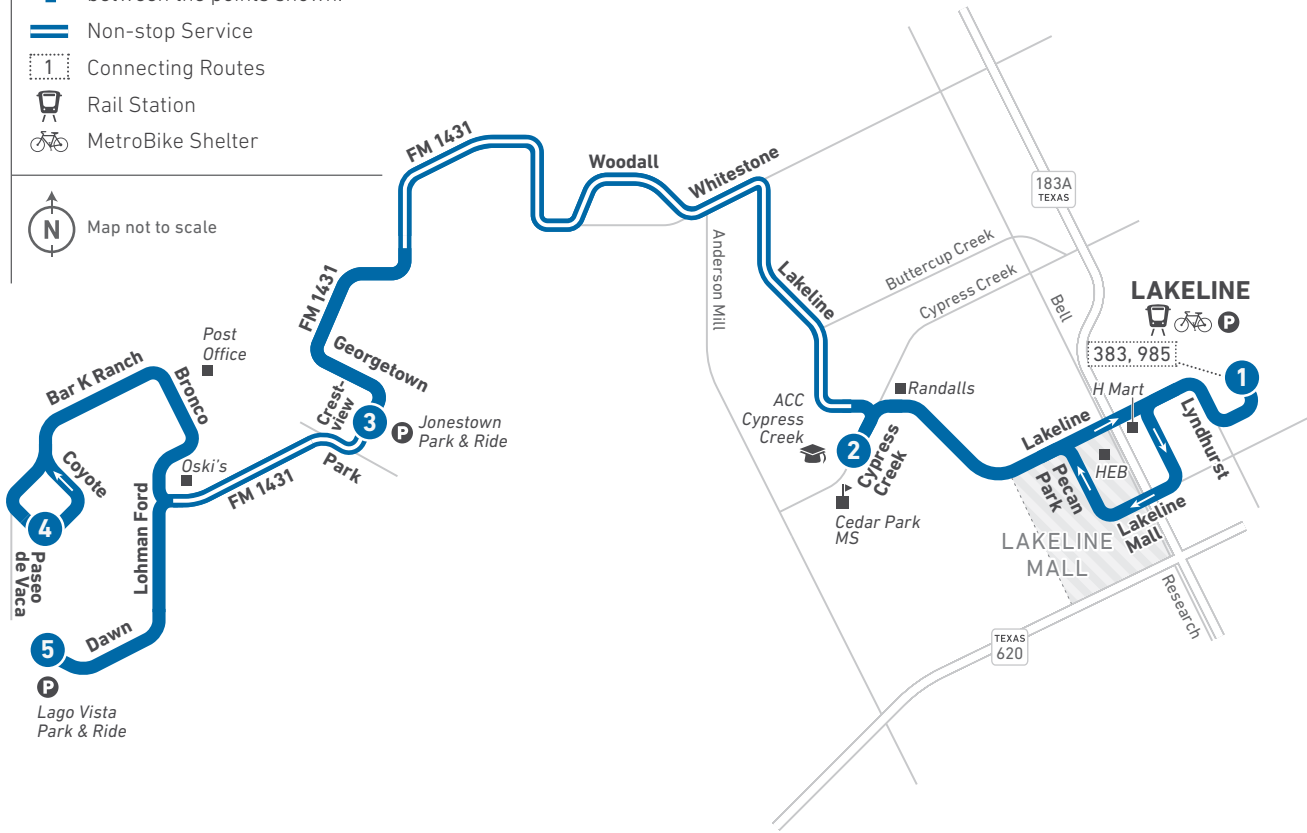 between the points shown.
Non-stop Service
1
Connecting Routes
Rail Station
MetroBike Shelter
N
Map not to scale
FM 1431
Woodall
Whitestone
183A
TEXAS
Anderson Mill
Lakeline
Buttercup Creek
Cypress Creek
Bell
LAKELINE
P
383, 985
1
FM 1431
Georgetown
Post
Office
Bar K Ranch
Bronco
Crest-
view
3
P
Jonestown
Park & Ride
Park
FM 1431
Oski's
Coyote
4
Paseo
de Vaca
Lohman Ford
Dawn
5
P
Lago Vista
Park & Ride
Randalls
ACC
Cypress
Creek
2
Cypress
Creek
Cedar Park
MS
H Mart
Lakeline
Lyndhurst
HEB
Pecan
Park
Lakeline
Mall
LAKELINE
MALL
Research
TEXAS
620